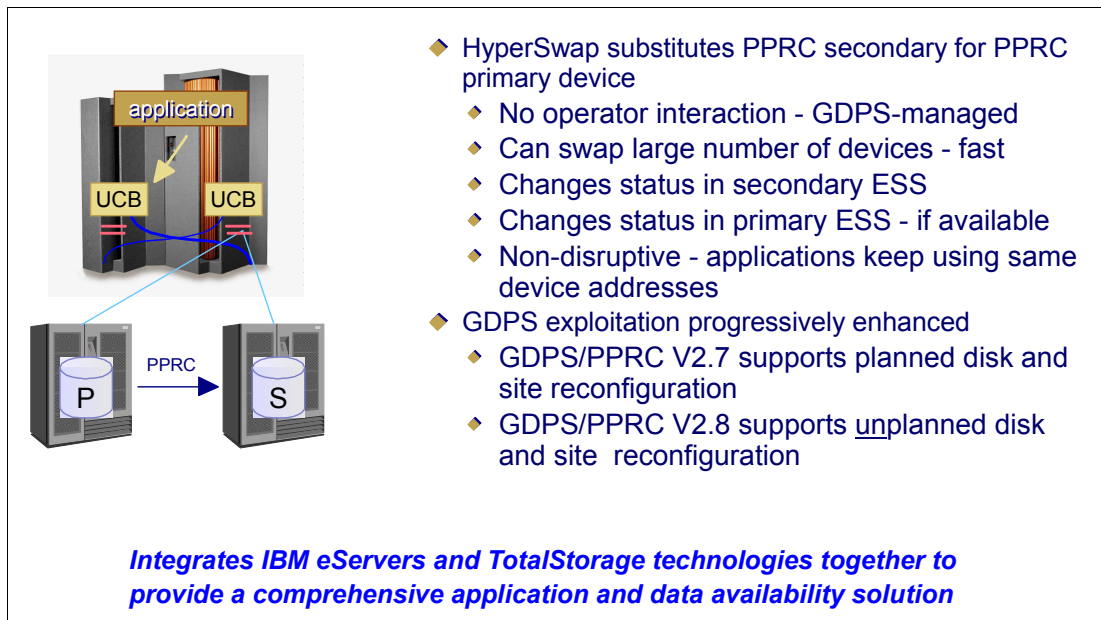 HyperSwap substitutes PPRC secondary for PPRC
primary device
No operator interaction - GDPS-managed
Can swap large number of devices - fast
Changes status in secondary ESS
Changes status in primary ESS - if available
Non-disruptive - applications keep using same
device addresses
GDPS exploitation progressively enhanced
GDPS/PPRC V2.7 supports planned disk and
site reconfiguration
GDPS/PPRC V2.8 supports unplanned disk
and site reconfiguration
application
UCB
UCB
PPRC
P
S
Integrates IBM eServers and TotalStorage technologies together to
provide a comprehensive application and data availability solution